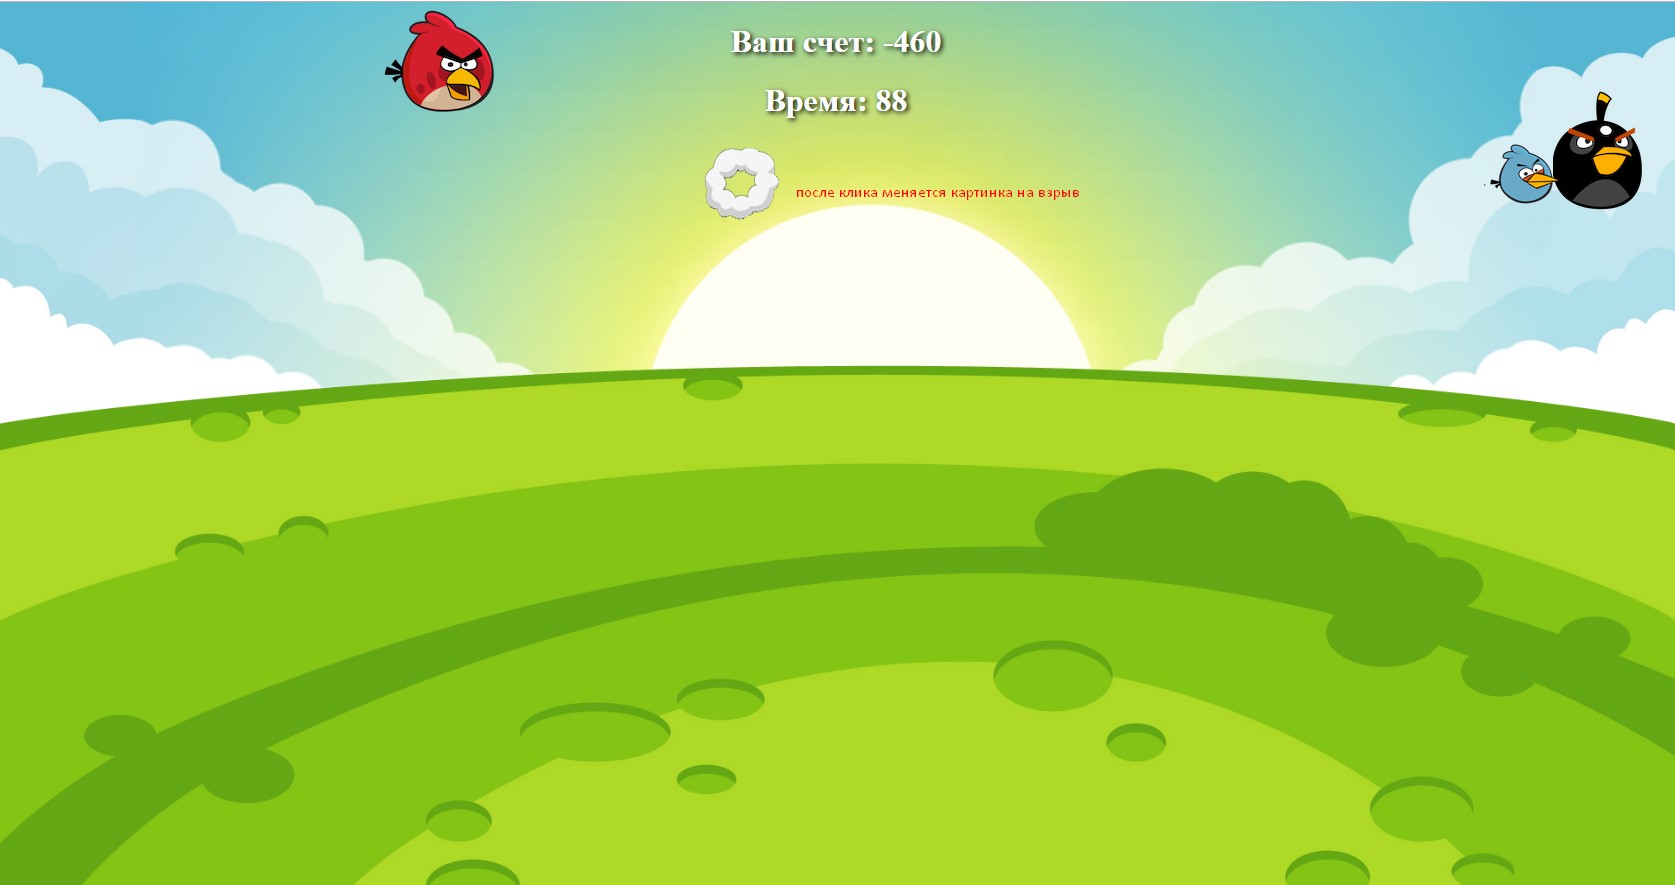 Ваш счет: -460
Время: 88
после клика меняется картинка на взрыв